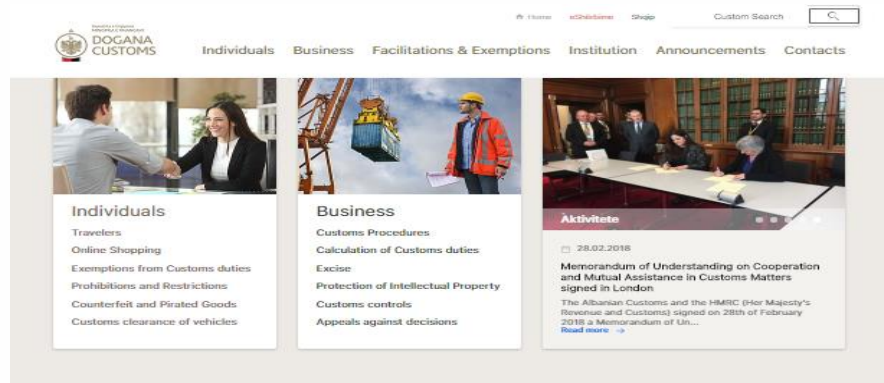 Home eShërbime Shqip Custom Search
DOGANA
CUSTOMS
Individuals Business Facilitations & Exemptions Institution Announcements Contacts
Individuals
Travelers
Online Shopping
Exemptions from Customs duties
Prohibitions and Restrictions
Counterfeit and Pirated Goods
Customs clearance of vehicles
Business
Customs Procedures
Calculation of Customs duties
Excise
Protection of Intellectual Property
Customs controls
Appeals against decisions
Aktivitete
28.02.2018
Memorandum of Understanding on Cooperation
and Mutual Assistance in Customs Matters
signed in London
The Albanian Customs and the HMRC (Her Majesty's
Revenue and Customs) signed on 28th of February
2018 a Memorandum of Un...
Read more